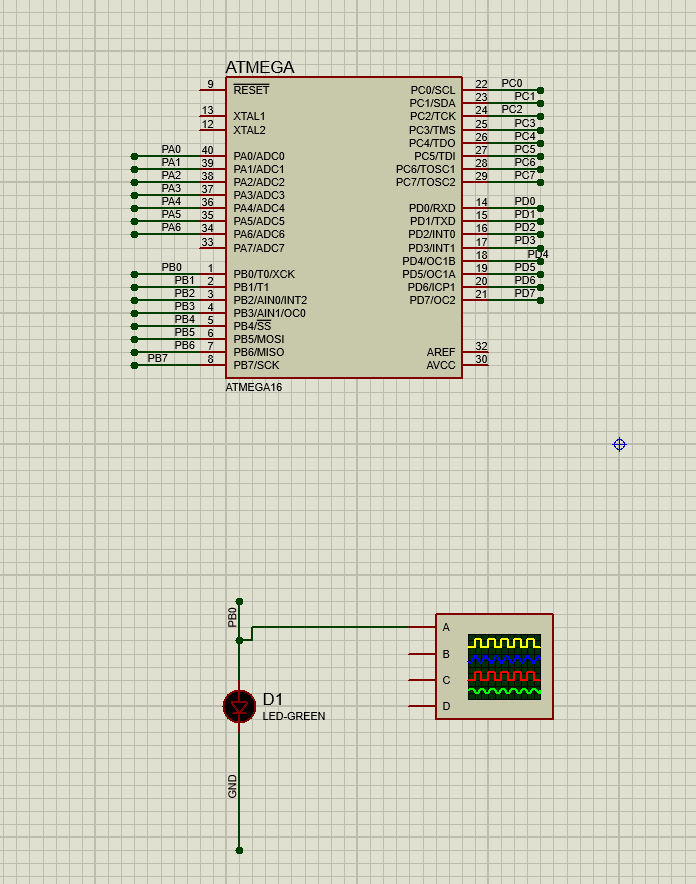 ATMEGA
9 RESET
13 XTAL1
12 XTAL2
PA0 40 PA0/ADC0
PA1 39 PA1/ADC1
PA2 38 PA2/ADC2
PA3 37 PA3/ADC3
PA4 36 PA4/ADC4
PA5 35 PA5/ADC5
PA6 34 PA6/ADC6
33 PA7/ADC7
PB0 1 PB0/T0/XCK
PB1 2 PB1/T1
PB2 3 PB2/AIN0/INT2
PB3 4 PB3/AIN1/OC0
PB4 5 PB4/SS
PB5 6 PB5/MOSI
PB6 7 PB6/MISO
PB7 8 PB7/SCK
PC0/SCL 22 PC0
PC1/SDA 23 PC1
PC2/TCK 24 PC2
PC3/TMS 25 PC3
PC4/TDO 26 PC4
PC5/TDI 27 PC5
PC6/TOSC1 28 PC6
PC7/TOSC2 29 PC7
PD0/RXD 14 PD0
PD1/TXD 15 PD1
PD2/INT0 16 PD2
PD3/INT1 17 PD3
PD4/OC1B 18 PD4
PD5/OC1A 19 PD5
PD6/ICP1 20 PD6
PD7/OC2 21 PD7
AREF 32
AVCC 30
ATMEGA16
PB0
D1
LED-GREEN
GND
A
B
C
D